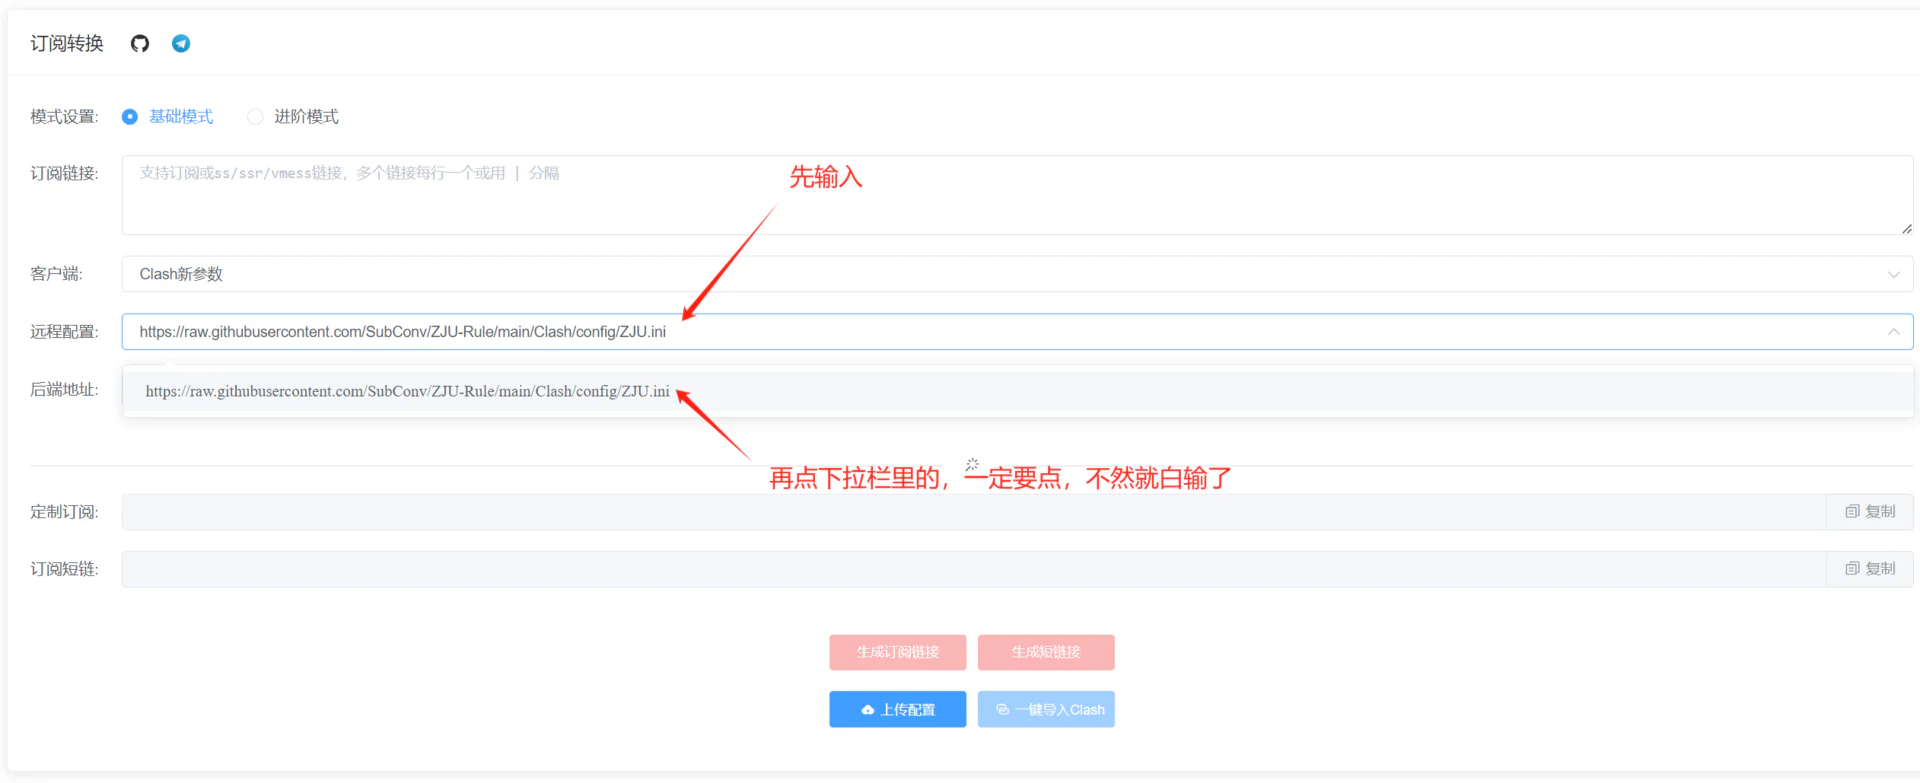 订阅转换
模式设置: 基础模式 进阶模式
订阅链接: 支持订阅或ss/ssr/vmess链接，多个链接每行一个或用 | 分隔
先输入
客户端: Clash新参数
远程配置: https://raw.githubusercontent.com/SubConv/ZJU-Rule/main/Clash/config/ZJU.ini
后端地址: https://raw.githubusercontent.com/SubConv/ZJU-Rule/main/Clash/config/ZJU.ini
再点下拉栏里的，一定要点，不然就白输了
定制订阅: 复制
订阅短链: 复制
生成订阅链接 生成短链接
上传配置 一键导入Clash